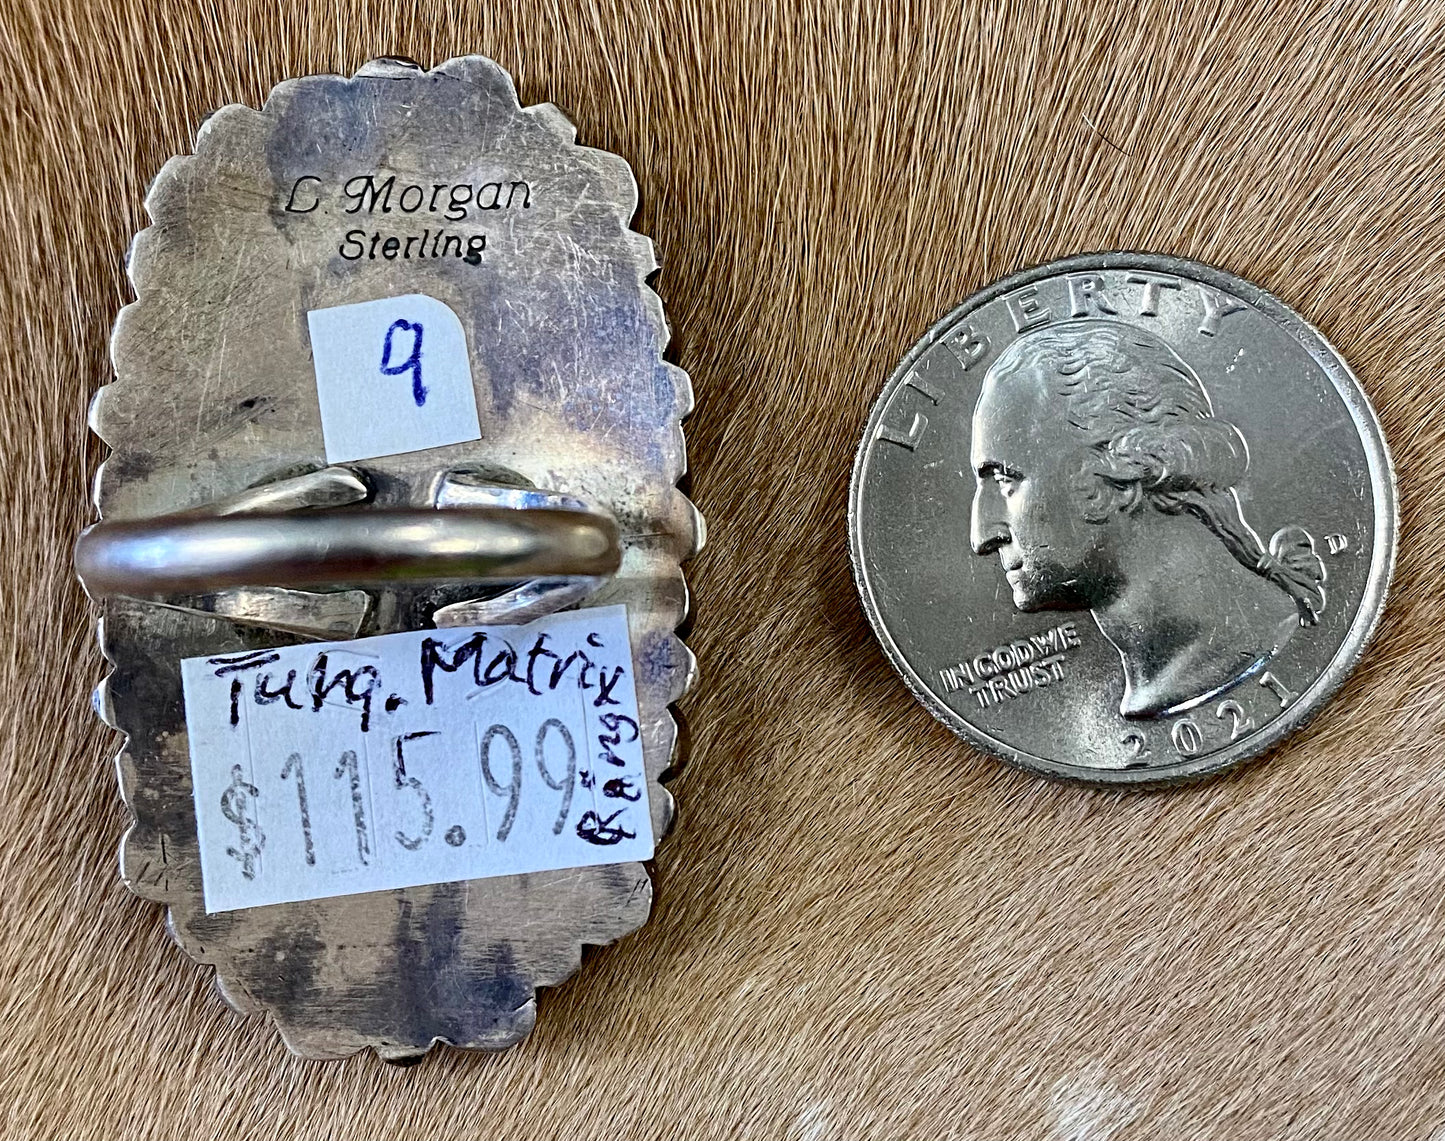 L. Morgan
Sterling
9
Turq. Matrix
Ring
$115.99
LIBERTY
IN GOD WE
TRUST
D
2021